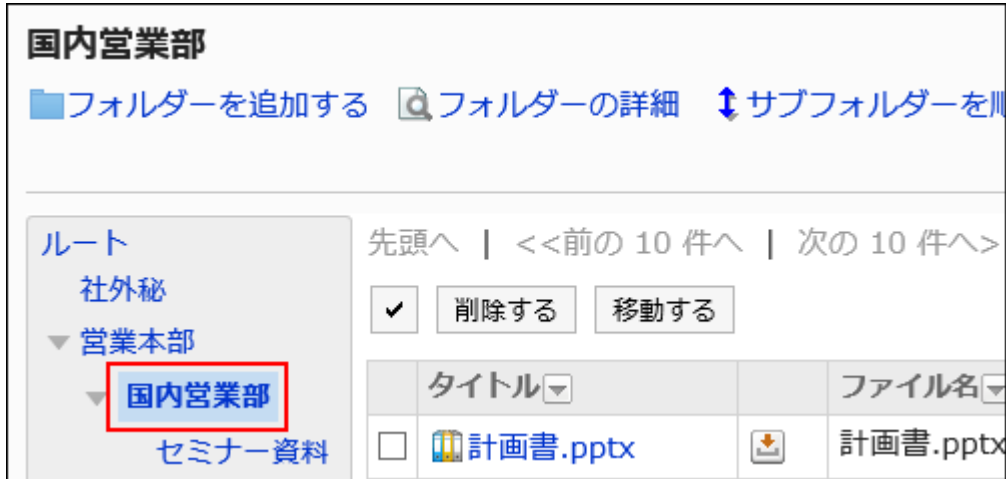 国内営業部
フォルダーを追加する フォルダーの詳細 サブフォルダーを
ルート
社外秘
営業本部
国内営業部
セミナー資料
先頭へ | <<前の 10 件へ | 次の 10 件へ>
削除する 移動する
タイトル ファイル名
計画書.pptx 計画書.pptx